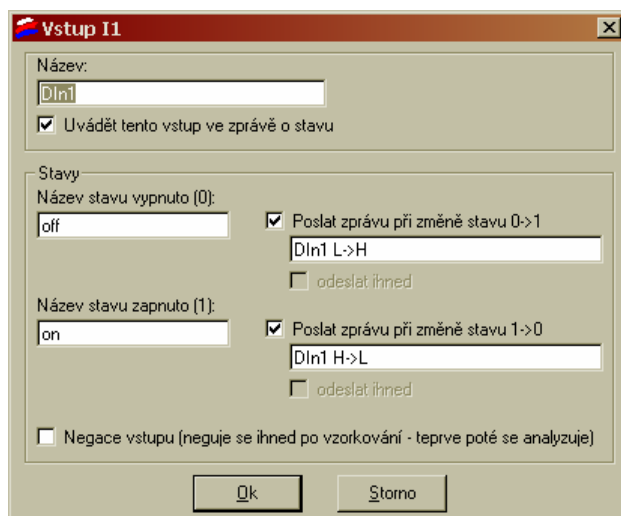 Vstup I1
Název:
DIn1
Uvádět tento vstup ve zprávě o stavu
Stavy
Název stavu vypnuto (0):
off
Poslat zprávu při změně stavu 0->1
DIn1 L->H
odeslat ihned
Název stavu zapnuto (1):
on
Poslat zprávu při změně stavu 1->0
DIn1 H->L
odeslat ihned
Negace vstupu (neguje se ihned po vzorkování - teprve poté se analyzuje)
Ok
Storno